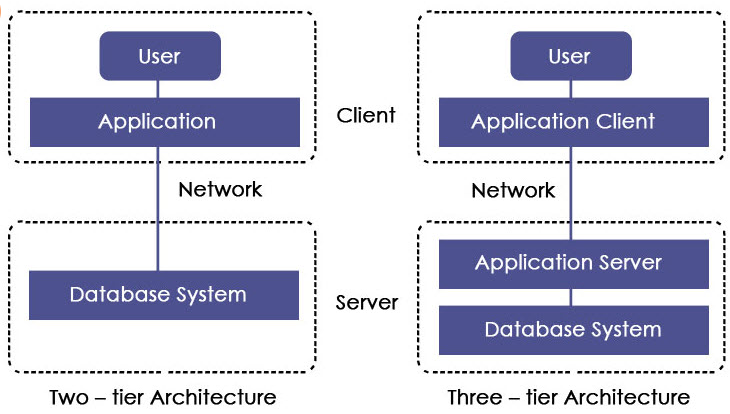 User
Application
Client
User
Application Client
Network
Network
Database System
Server
Application Server
Database System
Two – tier Architecture
Three – tier Architecture